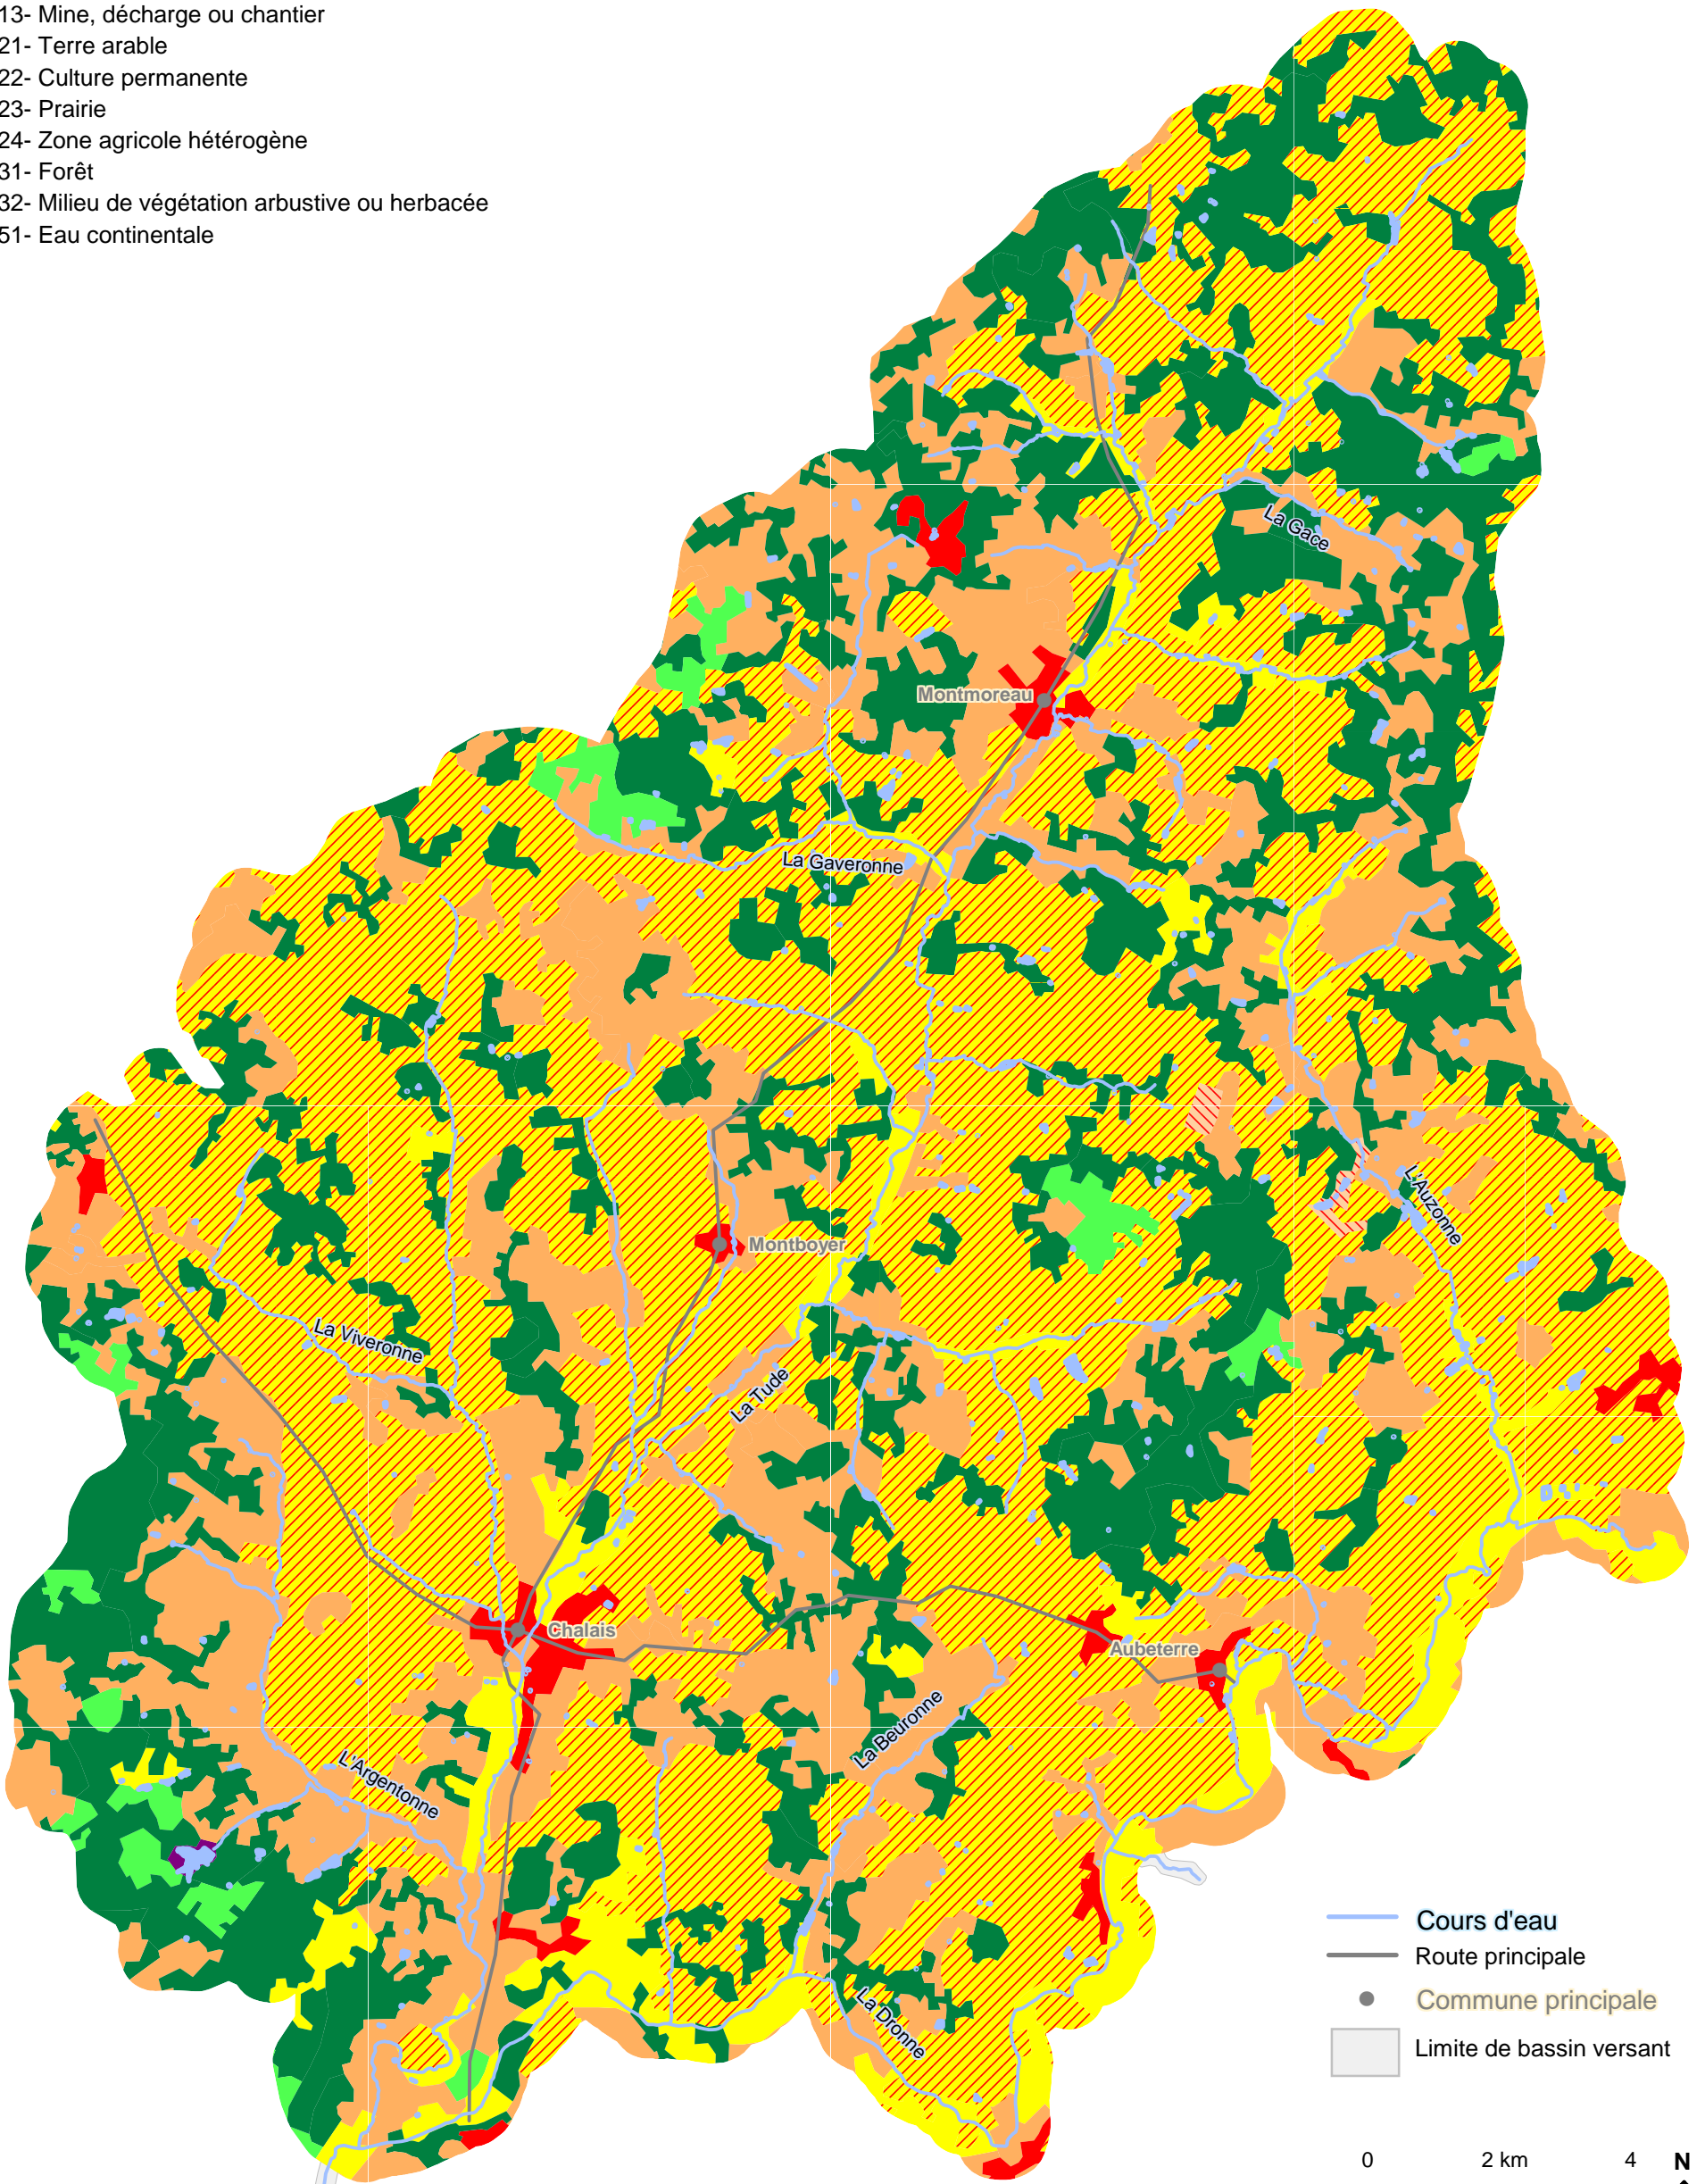 13- Mine, décharge ou chantier
21- Terre arable
22- Culture permanente
23- Prairie
24- Zone agricole hétérogène
31- Forêt
32- Milieu de végétation arbustive ou herbacée
51- Eau continentale
La Gace
Montmoreau
La Gaveronne
L'Auzonne
Montboyer
La Viveronne
La Tude
Chalais
Aubeterre
La Beuronne
L'Argentonne
La Dronne
Cours d'eau
Route principale
Commune principale
Limite de bassin versant
0 2 km 4 N